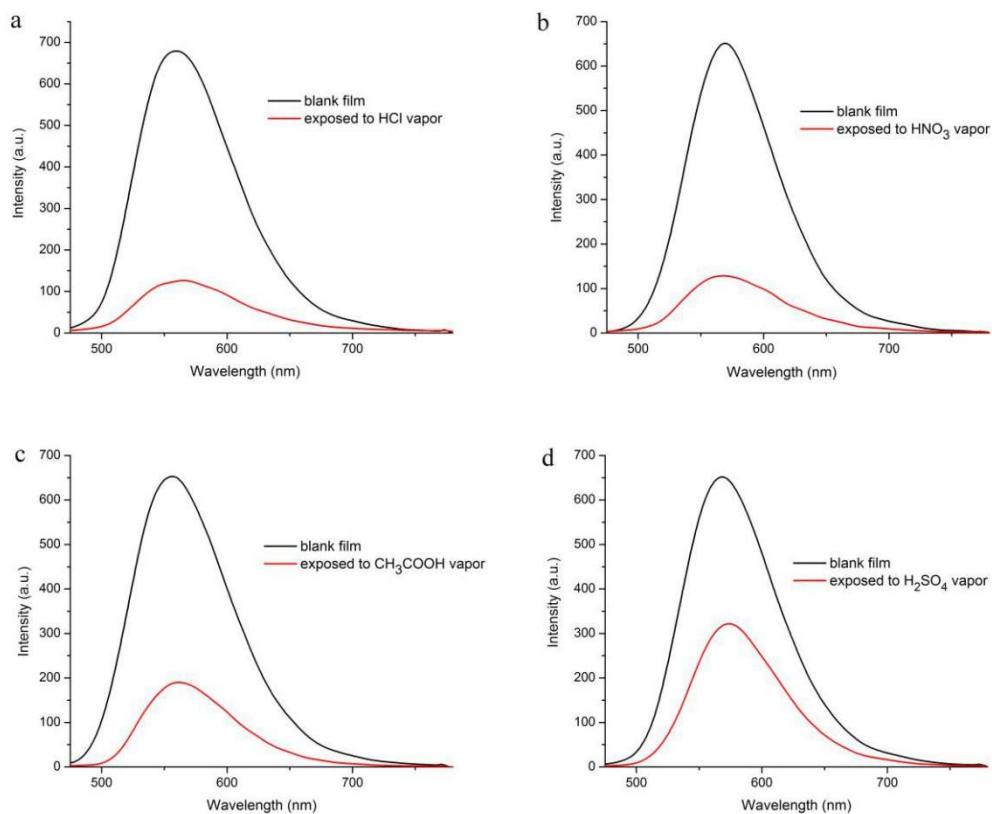 a
700
600
500
400
300
200
100
0
Intensity (a.u.)
blank film
exposed to HCl vapor
500
600
700
Wavelength (nm)
b
700
600
500
400
300
200
100
0
Intensity (a.u.)
blank film
exposed to HNO3 vapor
500
600
700
Wavelength (nm)
c
700
600
500
400
300
200
100
0
Intensity (a.u.)
blank film
exposed to CH3COOH vapor
500
600
700
Wavelength (nm)
d
700
600
500
400
300
200
100
0
Intensity (a.u.)
blank film
exposed to H2SO4 vapor
500
600
700
Wavelength (nm)